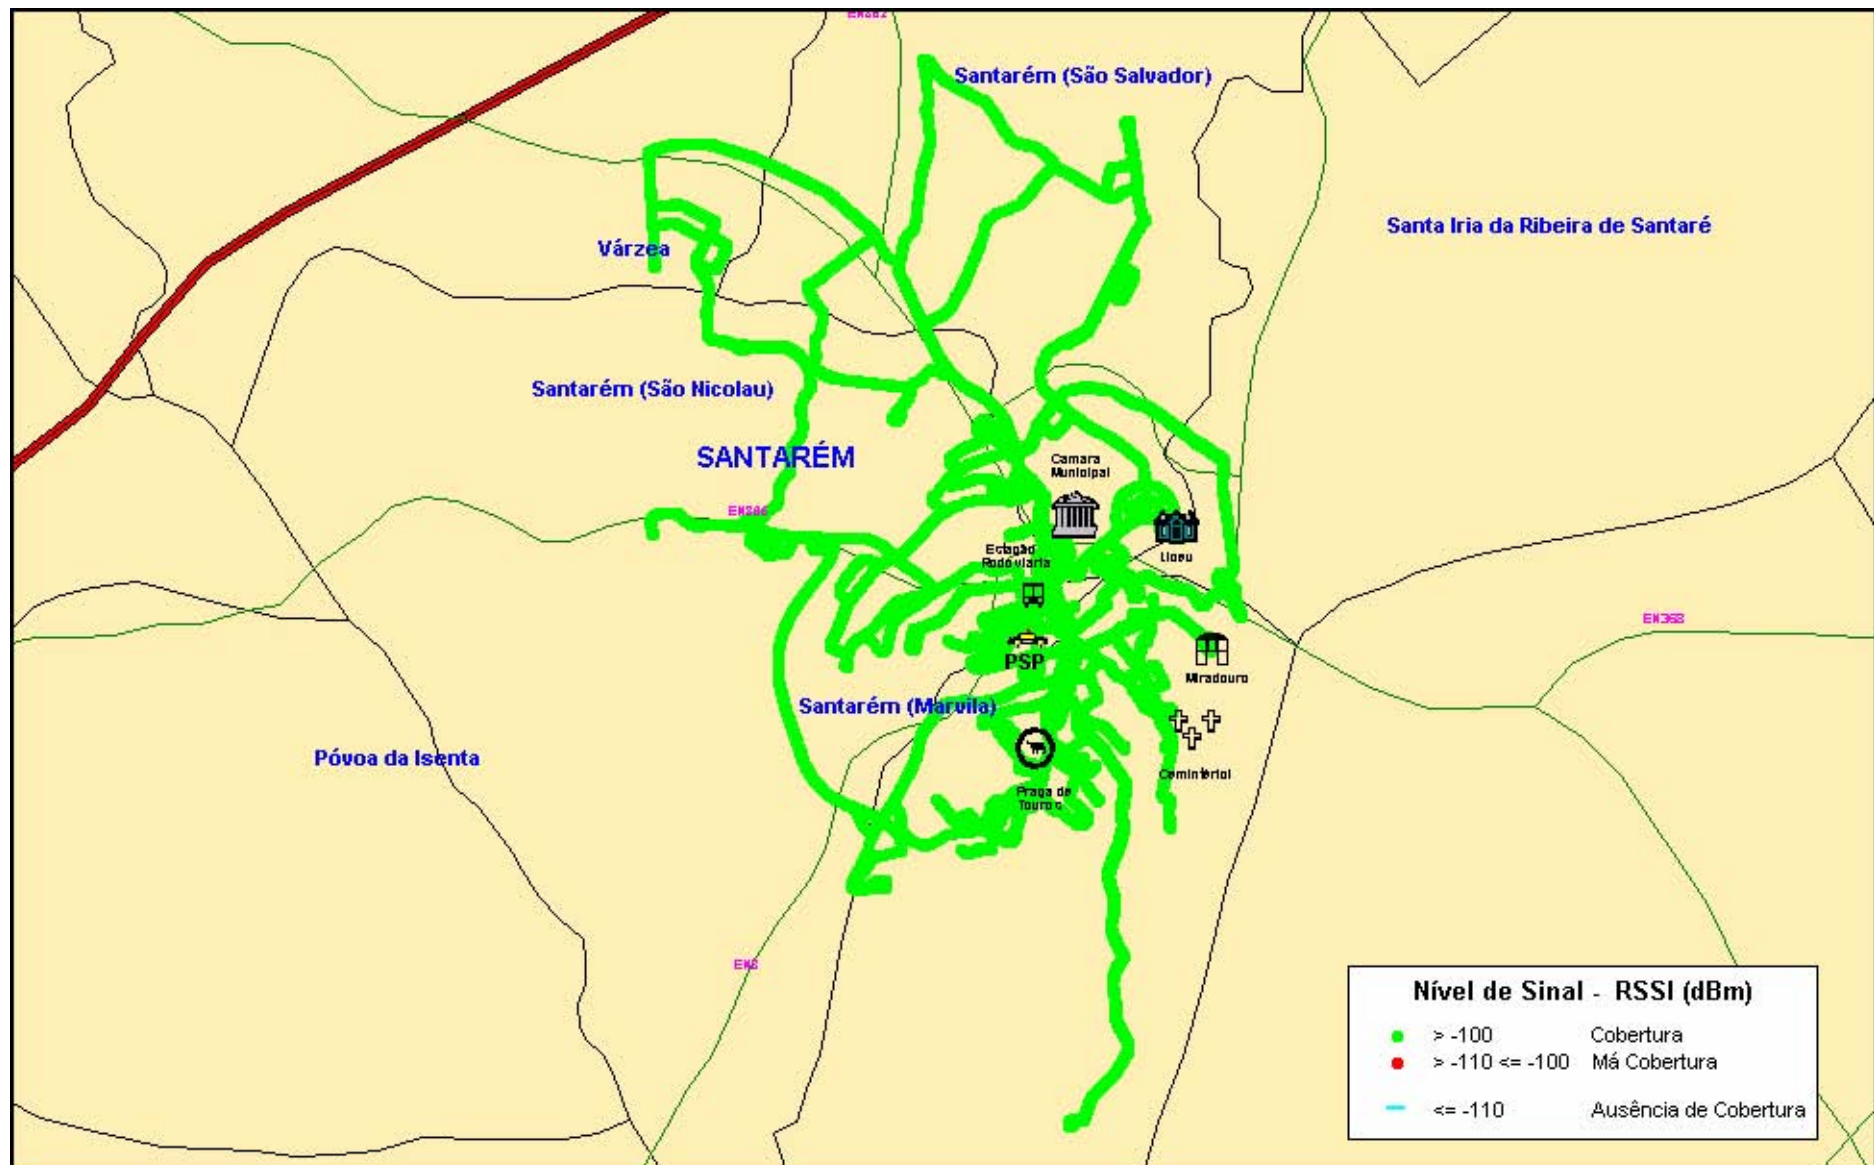 EN362
Santarém (São Salvador)
Santa Iria da Ribeira de Santaré
Várzea
Santarém (São Nicolau)
SANTARÉM
Camara
Municipal
Estação
Rodoviaria
Liceu
EN368
PSP
Miradouro
Santarém (Marvila)
Póvoa da Isenta
Praça de
Touros
EN3
Nível de Sinal - RSSI (dBm)
> -100 Cobertura
> -110 <= -100 Má Cobertura
<= -110 Ausência de Cobertura